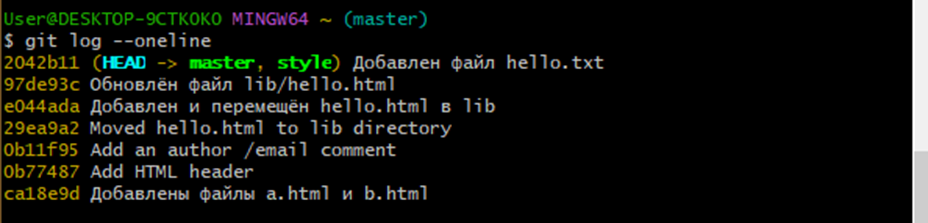 User@DESKTOP-9CTKOKO MINGW64 ~ (master)
$ git log --oneline
2042b11 (HEAD -> master, style) Добавлен файл hello.txt
97de93c Обновлён файл lib/hello.html
e044ada Добавлен и перемещён hello.html в lib
29ea9a2 Moved hello.html to lib directory
0b11f95 Add an author /email comment
0b77487 Add HTML header
ca18e9d Добавлены файлы a.html и b.html